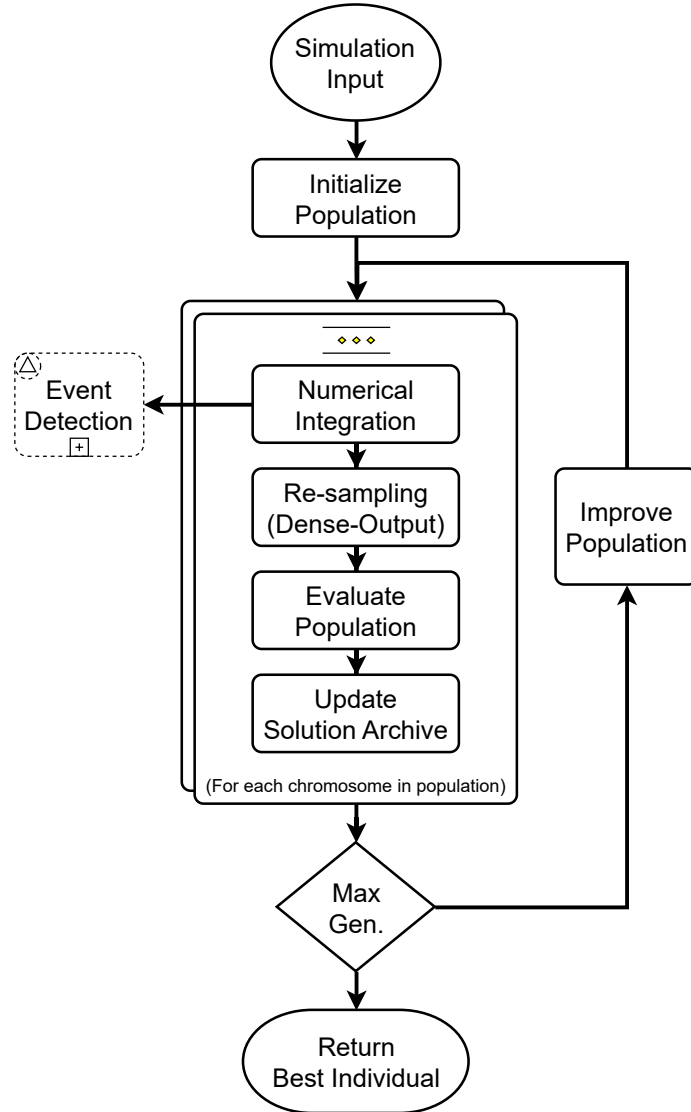 Simulation
Input
Initialize
Population
Numerical
Integration
Event
Detection
+
Re-sampling
(Dense-Output)
Improve
Population
Evaluate
Population
Update
Solution Archive
(For each chromosome in population)
Max
Gen.
Return
Best Individual